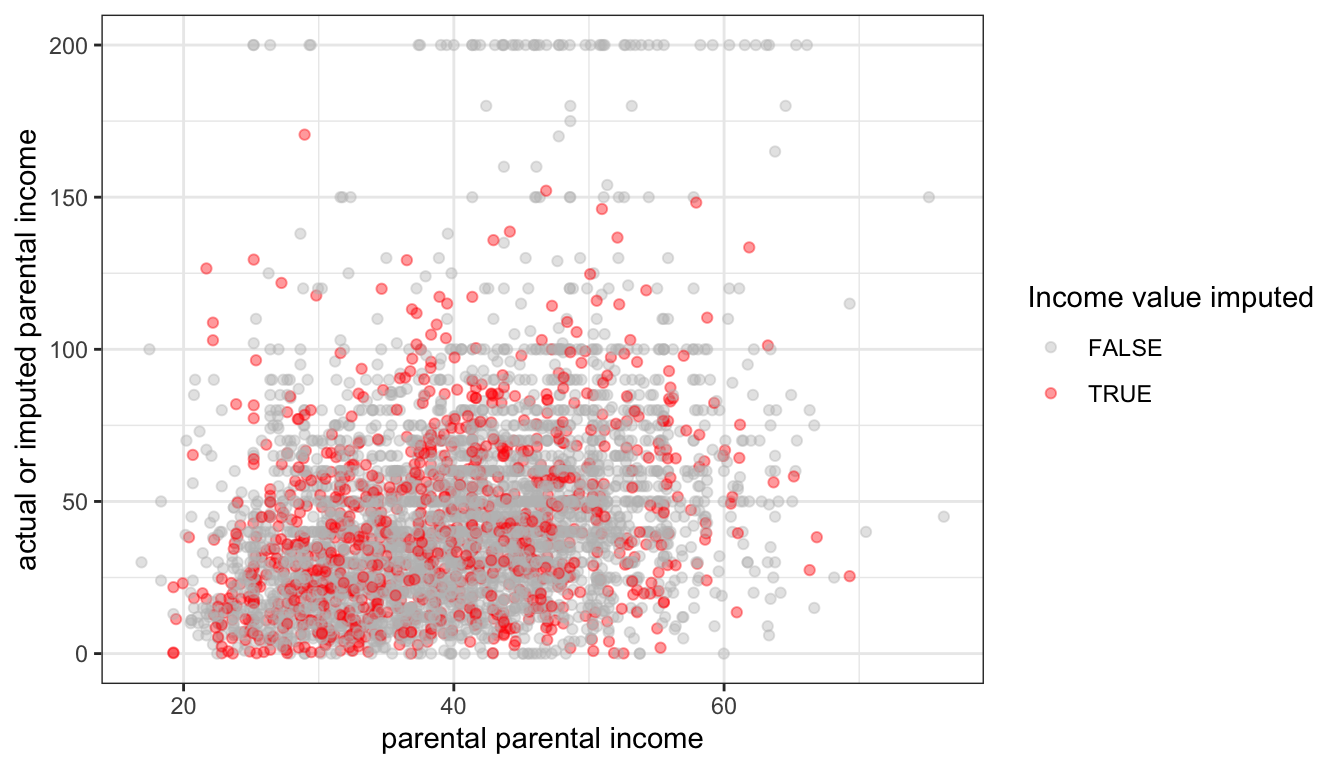 200
150
100
50
0
actual or imputed parental income
20 40 60
parental parental income
Income value imputed
FALSE
TRUE